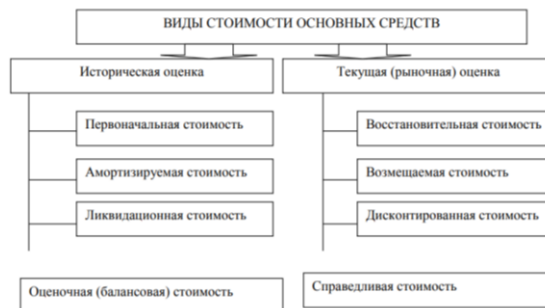 ВИДЫ СТОИМОСТИ ОСНОВНЫХ СРЕДСТВ
Историческая оценка
Текущая (рыночная) оценка
Первоначальная стоимость
Восстановительная стоимость
Амортизируемая стоимость
Возмещаемая стоимость
Ликвидационная стоимость
Дисконтированная стоимость
Оценочная (балансовая) стоимость
Справедливая стоимость